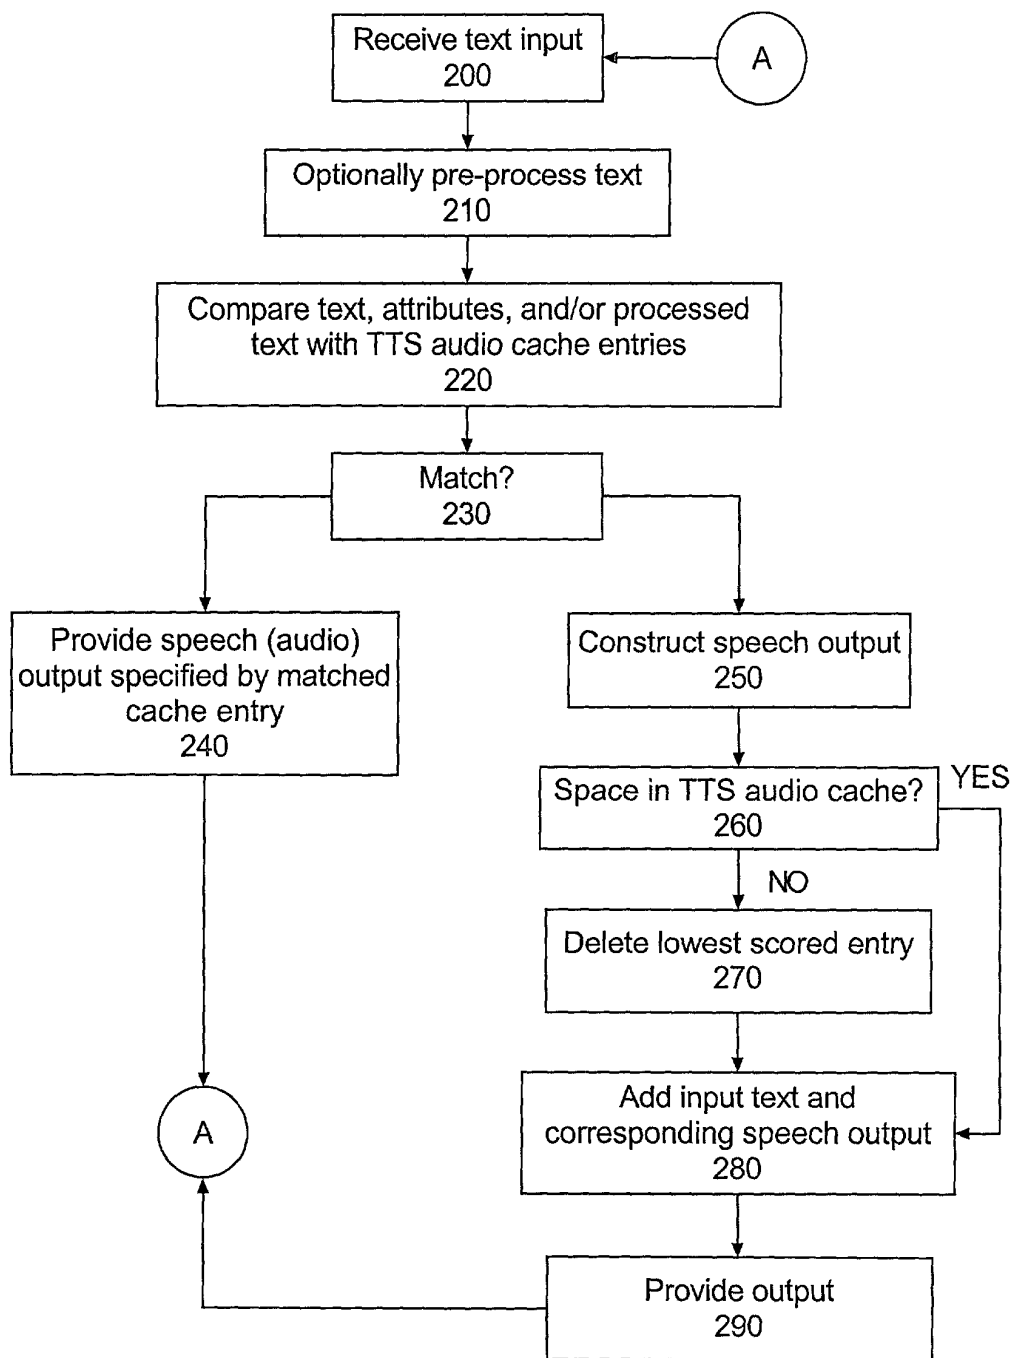 Receive text input
200
A
Optionally pre-process text
210
Compare text, attributes, and/or processed
text with TTS audio cache entries
220
Match?
230
Provide speech (audio)
output specified by matched
cache entry
240
Construct speech output
250
Space in TTS audio cache?
260
YES
NO
Delete lowest scored entry
270
Add input text and
corresponding speech output
280
A
Provide output
290